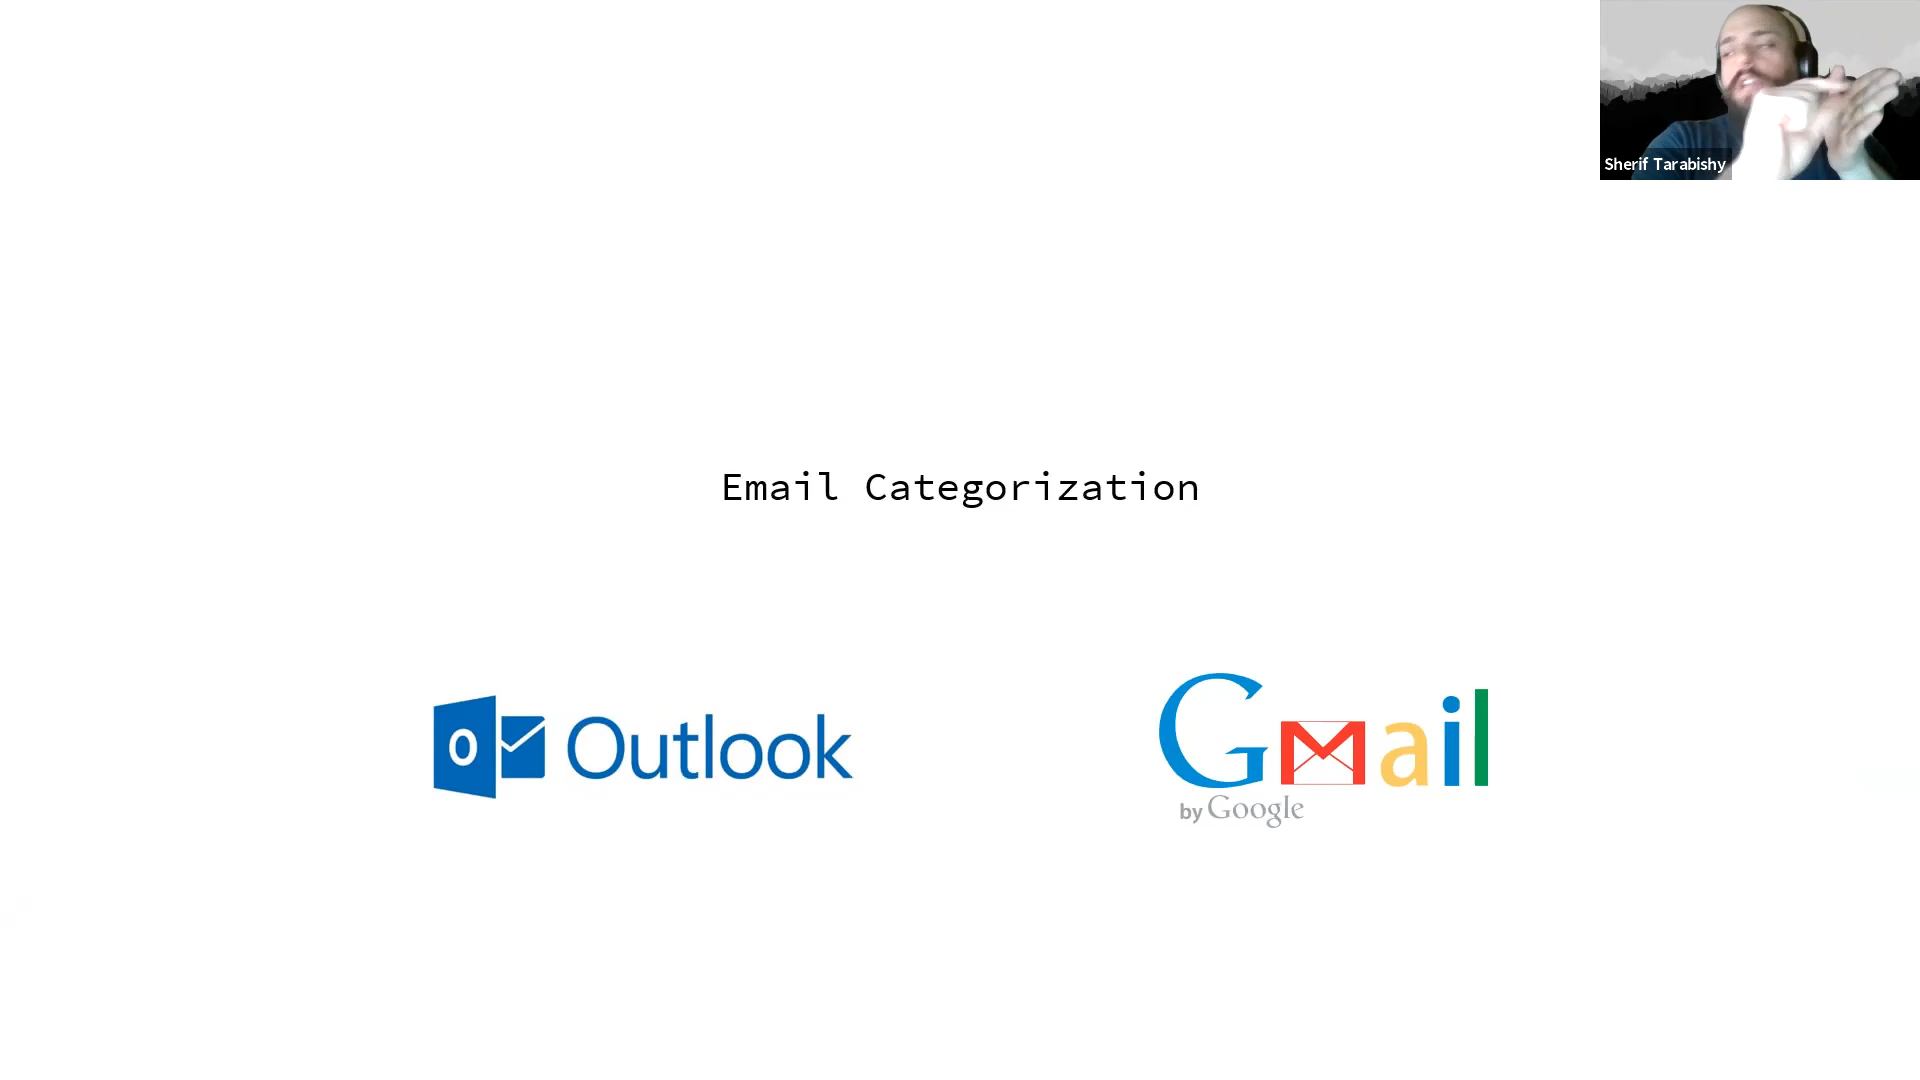 Sherif Tarabishy
Email Categorization
Outlook
Gmail
by Google